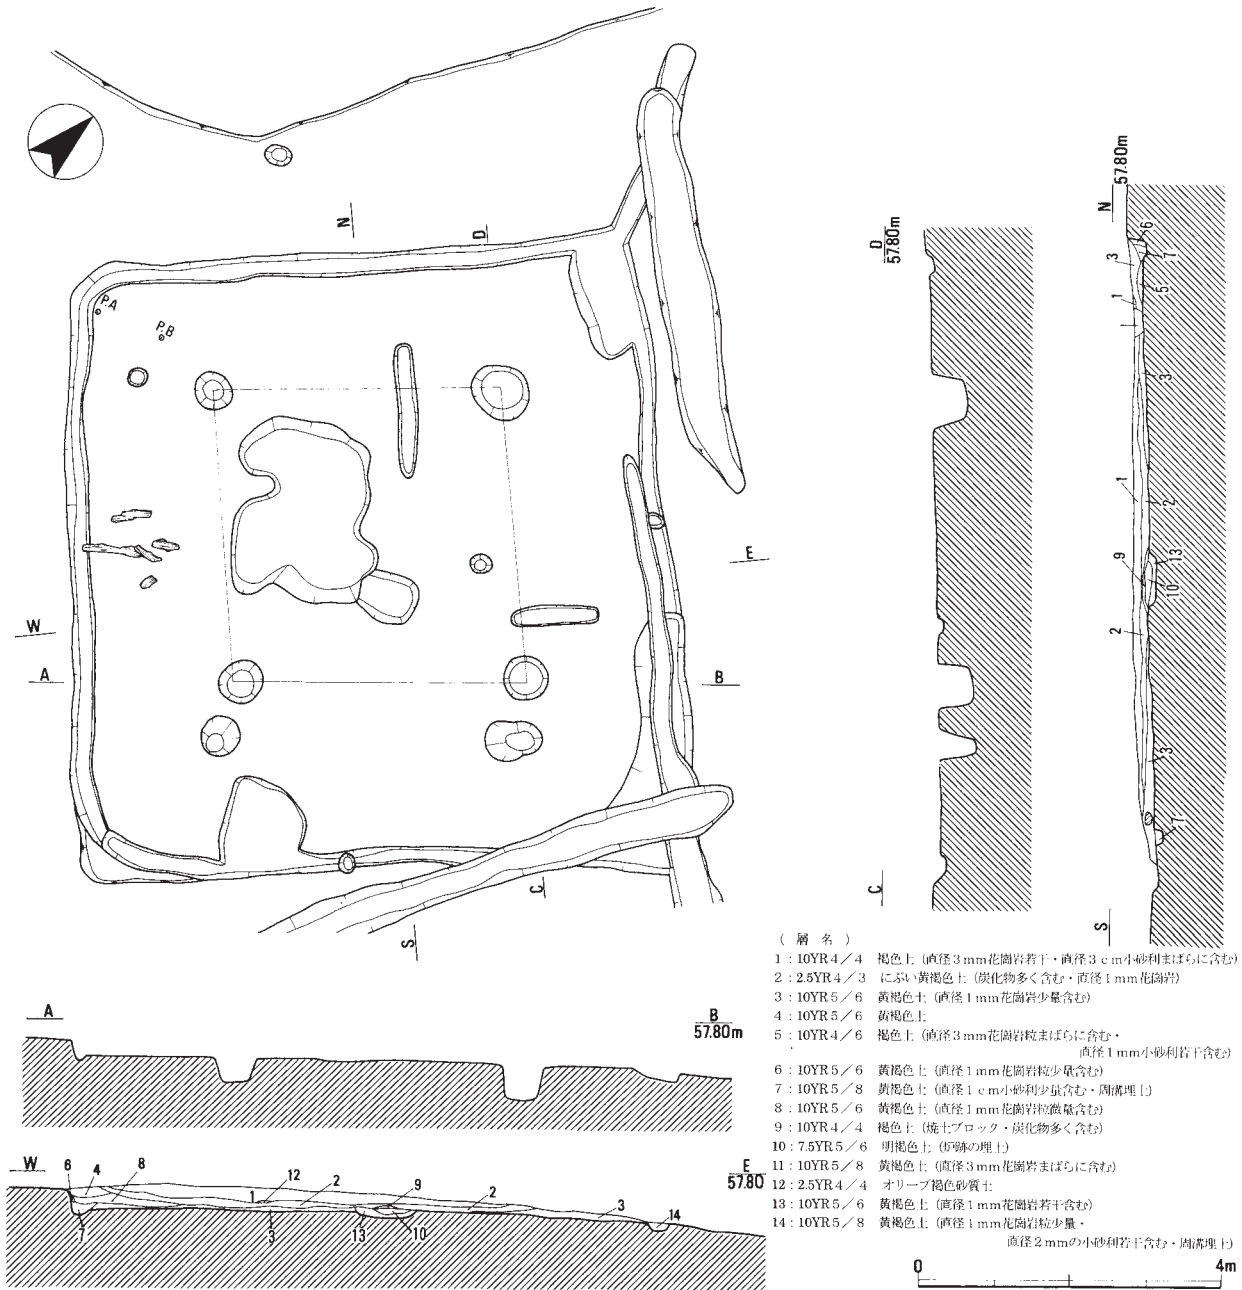 N
D
P.A
P.B
E
W
A
B
C
S
D
57.80m
C
N
57.80m
6
3
7
5
1
3
1
2
9
13
10
2
3
7
S
(層名)
1：10YR４／４ 褐色土（直径３mm花崗岩若干・直径３cm小砂利まばらに含む）
2：2.5YR４／３ にぶい黄褐色土（炭化物多く含む・直径１mm花崗岩）
3：10YR５／６ 黄褐色土（直径１mm花崗岩少量含む）
4：10YR５／６ 黄褐色土
5：10YR４／６ 褐色土（直径３mm花崗岩粒まばらに含む・
直径１mm小砂利若干含む）
6：10YR５／６ 黄褐色土（直径１mm花崗岩粒少量含む）
7：10YR５／８ 黄褐色土（直径１cm小砂利少量含む・周溝埋土）
8：10YR５／６ 黄褐色土（直径１mm花崗岩粒微量含む）
9：10YR４／４ 褐色土（焼土ブロック・炭化物多く含む）
10：7.5YR５／６ 明褐色土（炉跡の埋土）
11：10YR５／８ 黄褐色土（直径３mm花崗岩まばらに含む）
12：2.5YR４／４ オリーブ褐色砂質土
13：10YR５／６ 黄褐色土（直径１mm花崗岩若干含む）
14：10YR５／８ 黄褐色土（直径１mm花崗岩粒少量・
直径２mmの小砂利若干含む・周溝埋土）
A
B
57.80m
W
E
57.80
6
4
8
1
12
2
9
2
3
14
7
3
13
10
0 4m